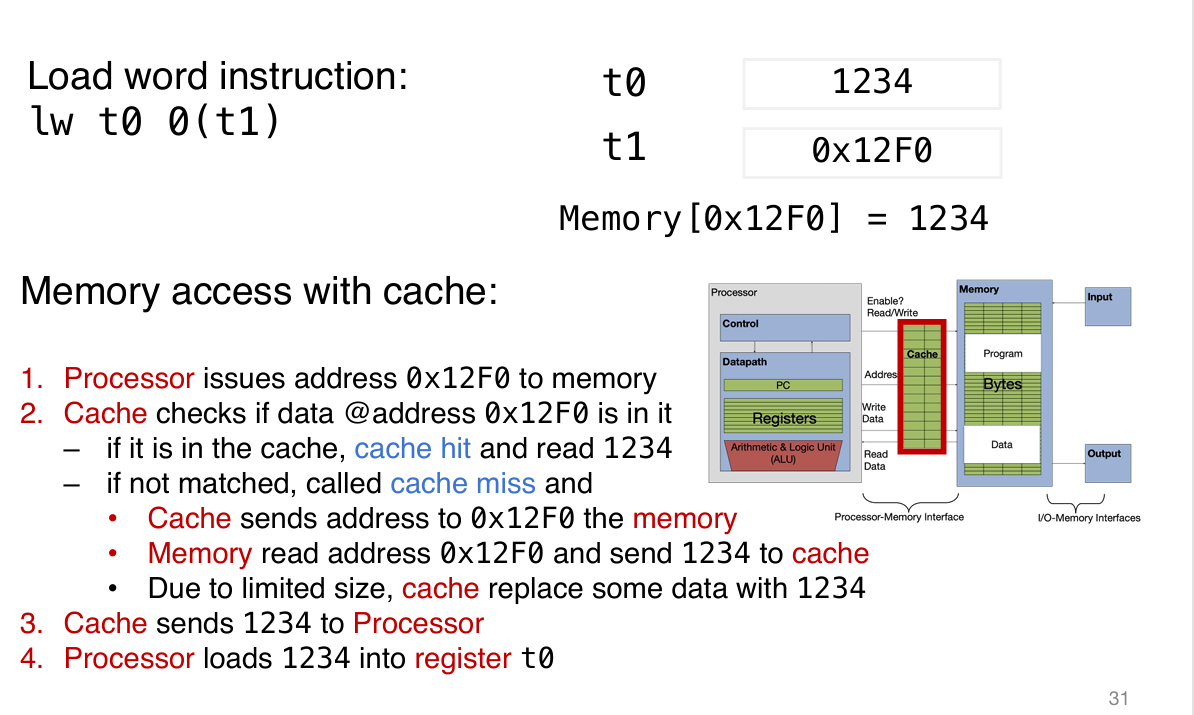 Load word instruction:
lw t0 0(t1)
t0 1234
t1 0x12F0
Memory[0x12F0] = 1234
Memory access with cache:
1. Processor issues address 0x12F0 to memory
2. Cache checks if data @address 0x12F0 is in it
– if it is in the cache, cache hit and read 1234
– if not matched, called cache miss and
• Cache sends address to 0x12F0 the memory
• Memory read address 0x12F0 and send 1234 to cache
• Due to limited size, cache replace some data with 1234
3. Cache sends 1234 to Processor
4. Processor loads 1234 into register t0
Processor
Control
Datapath
PC
Registers
Arithmetic & Logic Unit
(ALU)
Enable?
Read/Write
Cache
Addres
Write
Data
Read
Data
Processor-Memory Interface
Memory
Program
Bytes
Data
Input
Output
I/O-Memory Interfaces
31